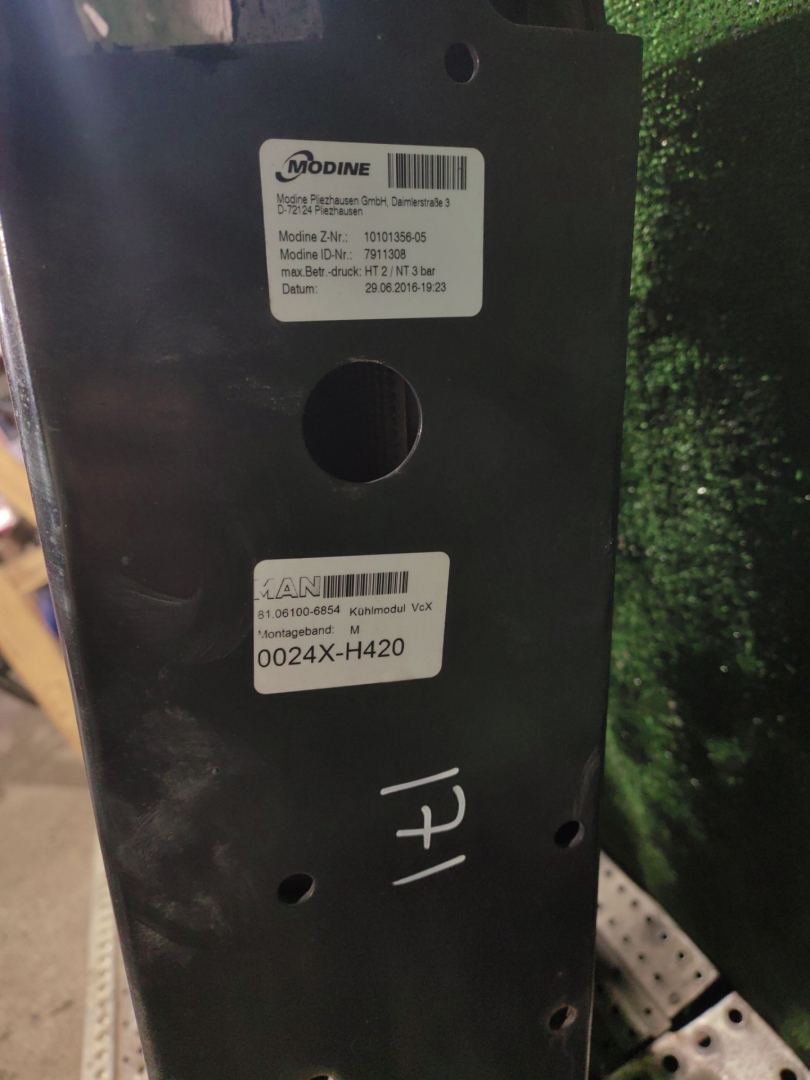 MODINE
Modine Pliezhausen GmbH, Daimlerstraße 3
D-72124 Pliezhausen
Modine Z-Nr.: 10101356-05
Modine ID-Nr.: 7911308
max.Betr.-druck: HT 2 / NT 3 bar
Datum: 29.06.2016-19:23
MAN
81.06100-6854 Kühlmodul VcX
Montageband: M
0024X-H420
171